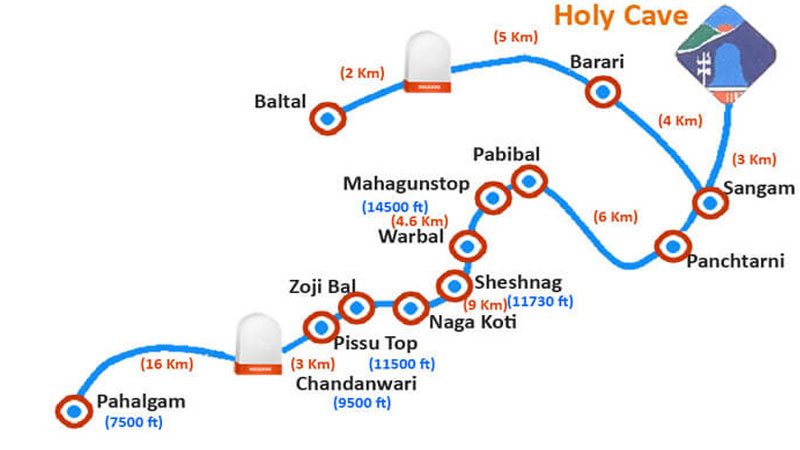 Holy Cave
(5 Km)
Barari
(2 Km)
Baltal
(4 Km)
(3 Km)
Pabibal
Mahagunstop
(14500 ft)
Sangam
(4.6 Km)
(6 Km)
Warbal
Panchtarni
Zoji Bal
Sheshnag
(9 Km)
(11730 ft)
Naga Koti
Pissu Top
(11500 ft)
(16 Km)
(3 Km)
Chandanwari
(9500 ft)
Pahalgam
(7500 ft)